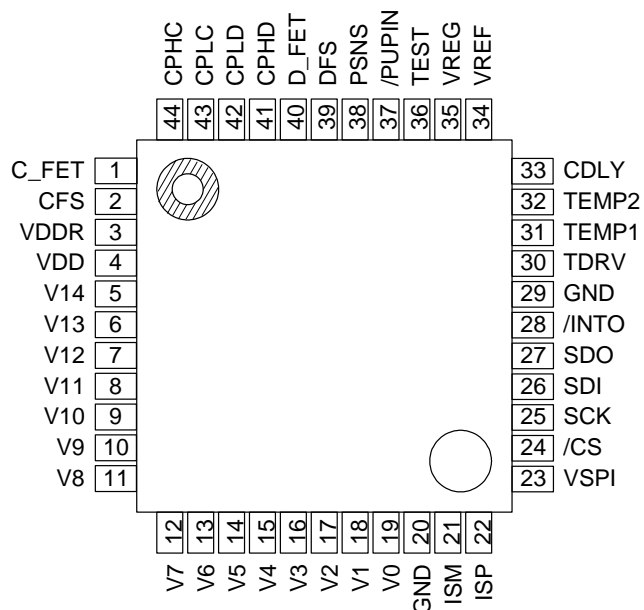 CPHC CPLC CPLD CPHD D_FET DFS PSNS /PUPIN TEST VREG VREF
44 43 42 41 40 39 38 37 36 35 34
C_FET 1 33 CDLY
CFS 2 32 TEMP2
VDDR 3 31 TEMP1
VDD 4 30 TDRV
V14 5 29 GND
V13 6 28 /INTO
V12 7 27 SDO
V11 8 26 SDI
V10 9 25 SCK
V9 10 24 /CS
V8 11 23 VSPI
12 13 14 15 16 17 18 19 20 21 22
V7 V6 V5 V4 V3 V2 V1 V0 GND ISM ISP